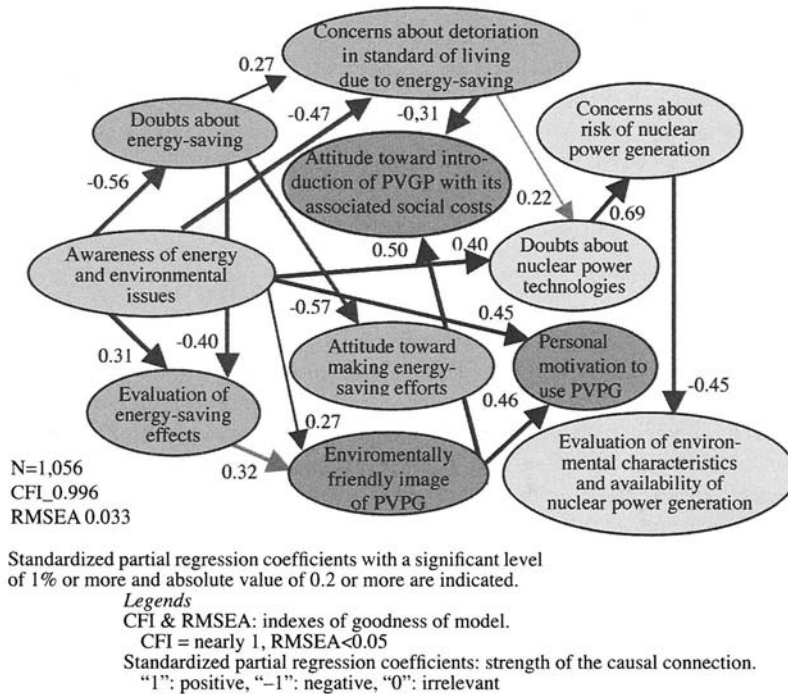 Concerns about detoriation
in standard of living
due to energy-saving
0.27
Doubts about
energy-saving
-0.47
-0,31
Concerns about
risk of nuclear
power generation
Attitude toward intro-
duction of PVGP with its
associated social costs
-0.56
0.22
0.69
Awareness of energy
and environmental
issues
0.50
0.40
Doubts about
nuclear power
technologies
-0.57
0.45
0.31
-0.40
Attitude toward
making energy-
saving efforts
Personal
motivation to
use PVPG
-0.45
Evaluation of
energy-saving
effects
0.27
0.46
0.32
Enviromentally
friendly image
of PVPG
Evaluation of environ-
mental characteristics
and availability of
nuclear power generation
N=1,056
CFI_0.996
RMSEA 0.033
Standardized partial regression coefficients with a significant level
of 1% or more and absolute value of 0.2 or more are indicated.
Legends
CFI & RMSEA: indexes of goodness of model.
CFI = nearly 1, RMSEA<0.05
Standardized partial regression coefficients: strength of the causal connection.
“1”: positive, “–1”: negative, “0”: irrelevant